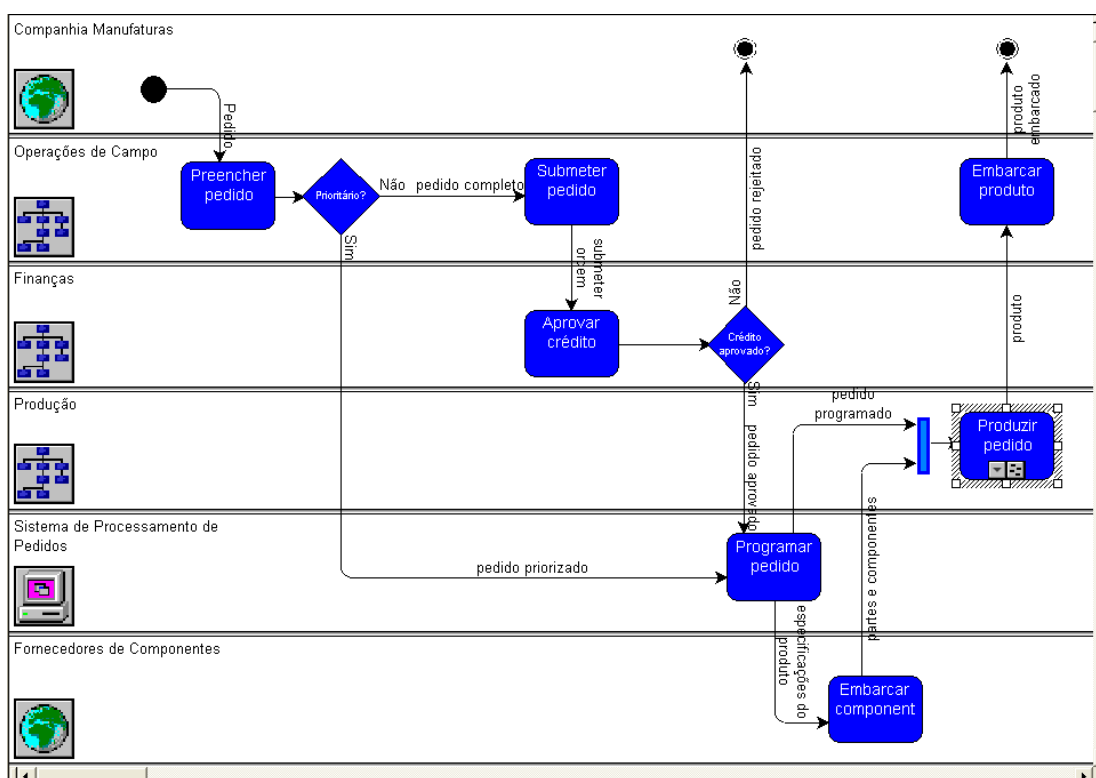 Companhia Manufaturas
Pedido
produto
embarcado
Operações de Campo
Preencher
pedido
Prioritário?
Não pedido completo
Submeter
pedido
pedido rejeitado
Embarcar
produto
Sim
submeter
orcem
Finanças
Não
produto
Aprovar
crédito
Crédito
aprovado?
Sim
pedido aprovado
Produção
pedido
programado
Produzir
pedido
Sistema de Processamento de
Pedidos
Programar
pedido
pedido priorizado
partes e componentes
especificações do
produto
Fornecedores de Componentes
Embarcar
component